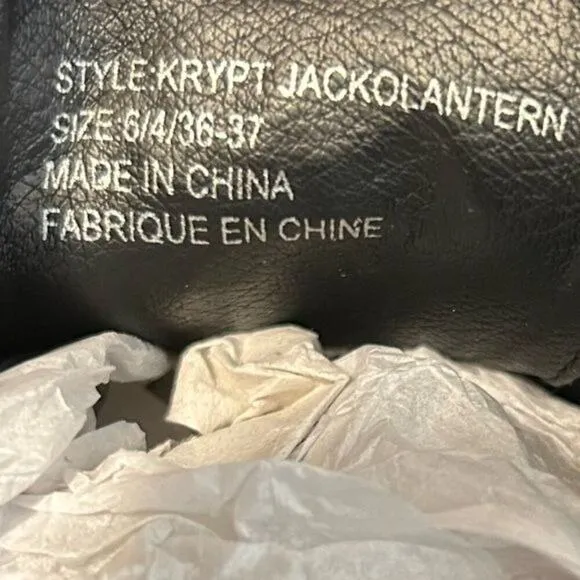 STYLE:KRYPT JACKOLANTERN
SIZE 6/4/36-37
MADE IN CHINA
FABRIQUE EN CHINE